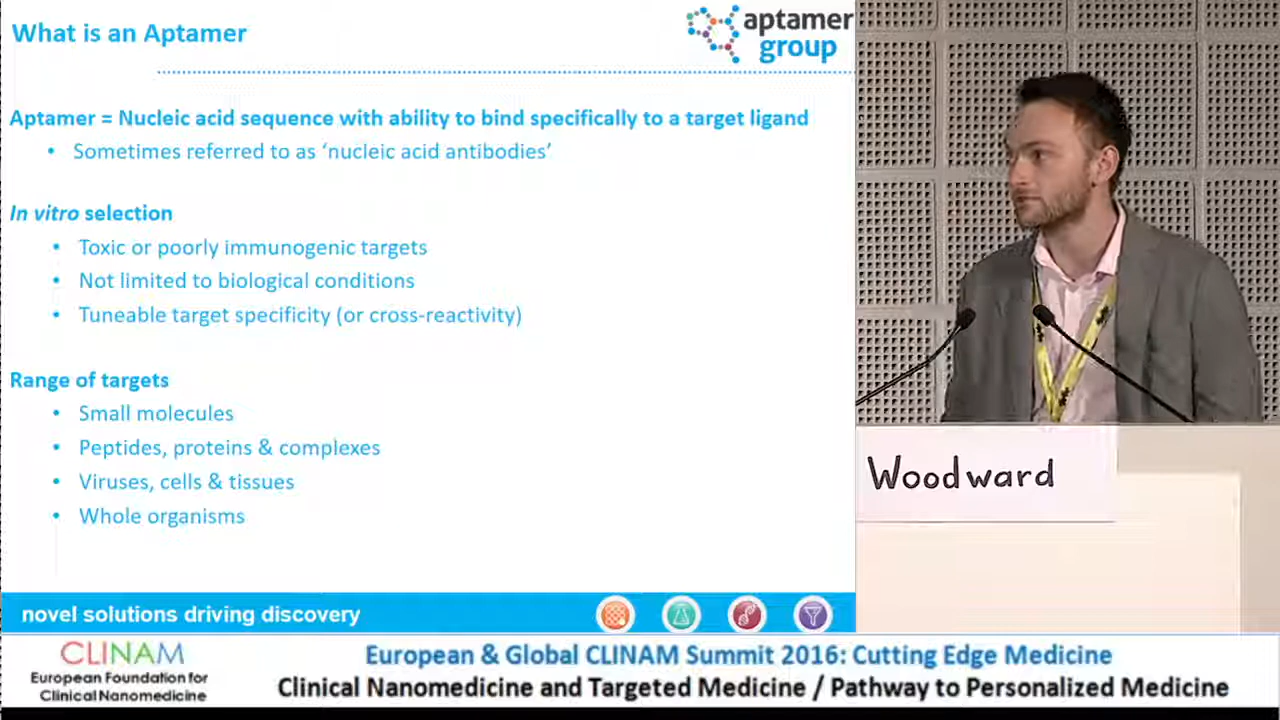 What is an Aptamer
aptamer
group
Aptamer = Nucleic acid sequence with ability to bind specifically to a target ligand
• Sometimes referred to as ‘nucleic acid antibodies’
In vitro selection
• Toxic or poorly immunogenic targets
• Not limited to biological conditions
• Tuneable target specificity (or cross-reactivity)
Range of targets
• Small molecules
• Peptides, proteins & complexes
• Viruses, cells & tissues
• Whole organisms
novel solutions driving discovery
Woodward
CLINAM
European Foundation for
Clinical Nanomedicine
European & Global CLINAM Summit 2016: Cutting Edge Medicine
Clinical Nanomedicine and Targeted Medicine / Pathway to Personalized Medicine